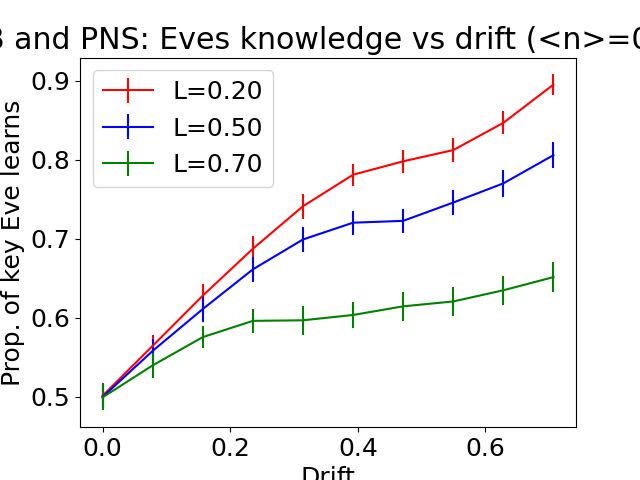 and PNS: Eves knowledge vs drift (<n>=0
L=0.20
L=0.50
L=0.70
Prop. of key Eve learns
0.9
0.8
0.7
0.6
0.5
0.0 0.2 0.4 0.6
Drift